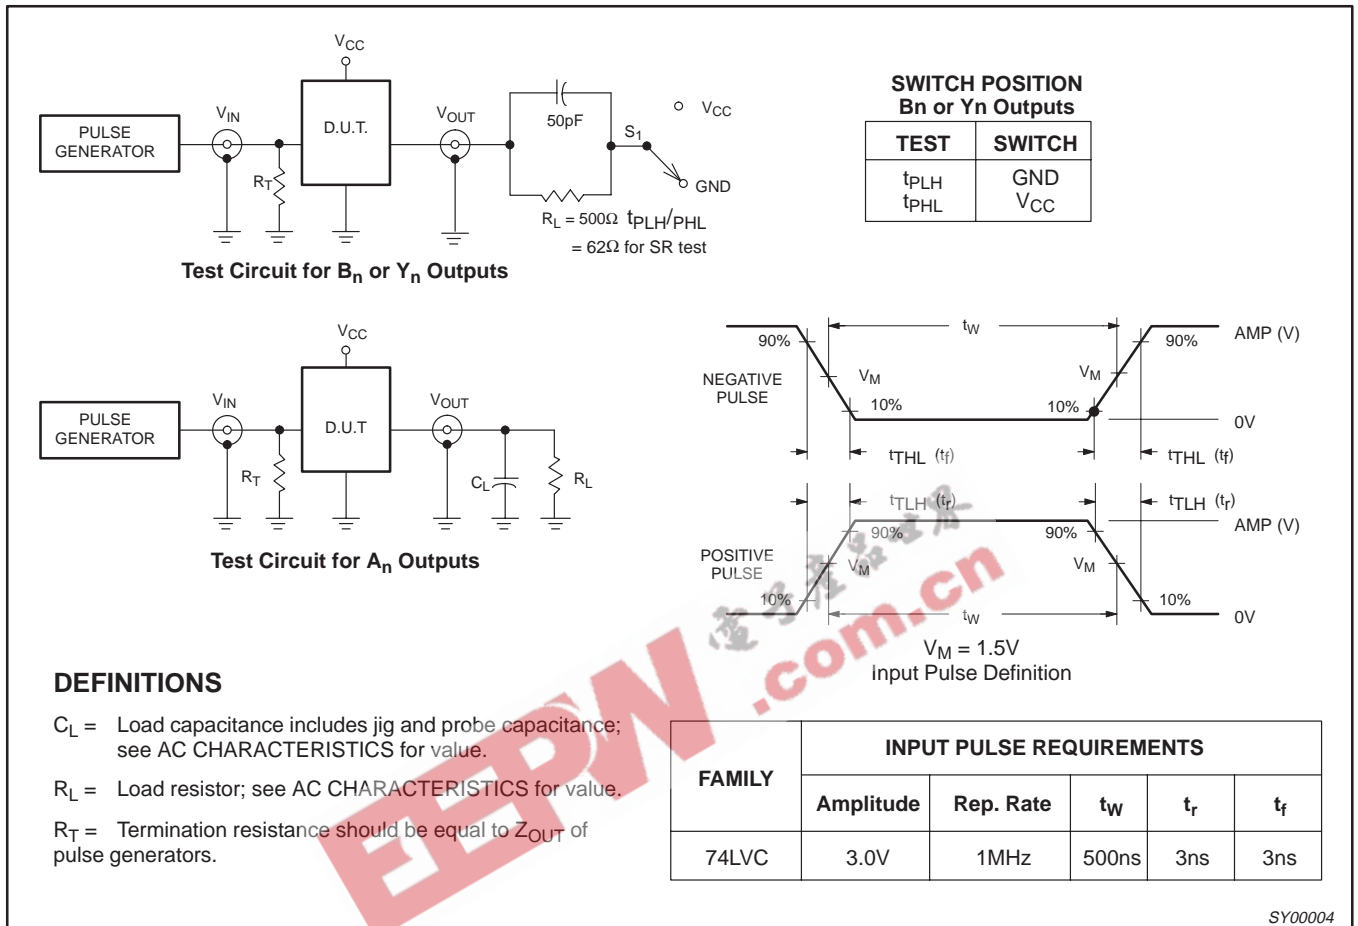 VCC
PULSE GENERATOR
VIN
RT
D.U.T.
VOUT
50pF
S1
VCC
GND
RL = 500Ω tPLH/PHL
= 62Ω for SR test
Test Circuit for Bn or Yn Outputs
SWITCH POSITION
Bn or Yn Outputs
TEST SWITCH
tPLH GND
tPHL VCC
VCC
PULSE GENERATOR
VIN
RT
D.U.T
VOUT
CL
RL
Test Circuit for An Outputs
NEGATIVE PULSE
90%
tW
90%
AMP (V)
VM
VM
10%
10%
0V
tTHL (tf)
tTHL (tf)
tTLH (tr)
tTLH (tr)
POSITIVE PULSE
90%
90%
AMP (V)
VM
VM
10%
tW
10%
0V
VM = 1.5V
Input Pulse Definition
DEFINITIONS
CL = Load capacitance includes jig and probe capacitance;
see AC CHARACTERISTICS for value.
RL = Load resistor; see AC CHARACTERISTICS for value.
RT = Termination resistance should be equal to ZOUT of
pulse generators.
FAMILY
INPUT PULSE REQUIREMENTS
Amplitude Rep. Rate tW tr tf
74LVC 3.0V 1MHz 500ns 3ns 3ns
SY00004
EEPW .com.cn
電子產品世界